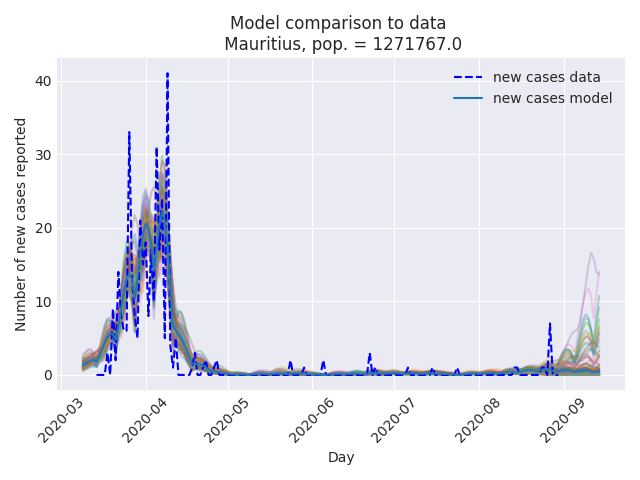 Model comparison to data
Mauritius, pop. = 1271767.0
new cases data
new cases model
Number of new cases reported
40
30
20
10
0
2020-03
2020-04
2020-05
2020-06
2020-07
2020-08
2020-09
Day